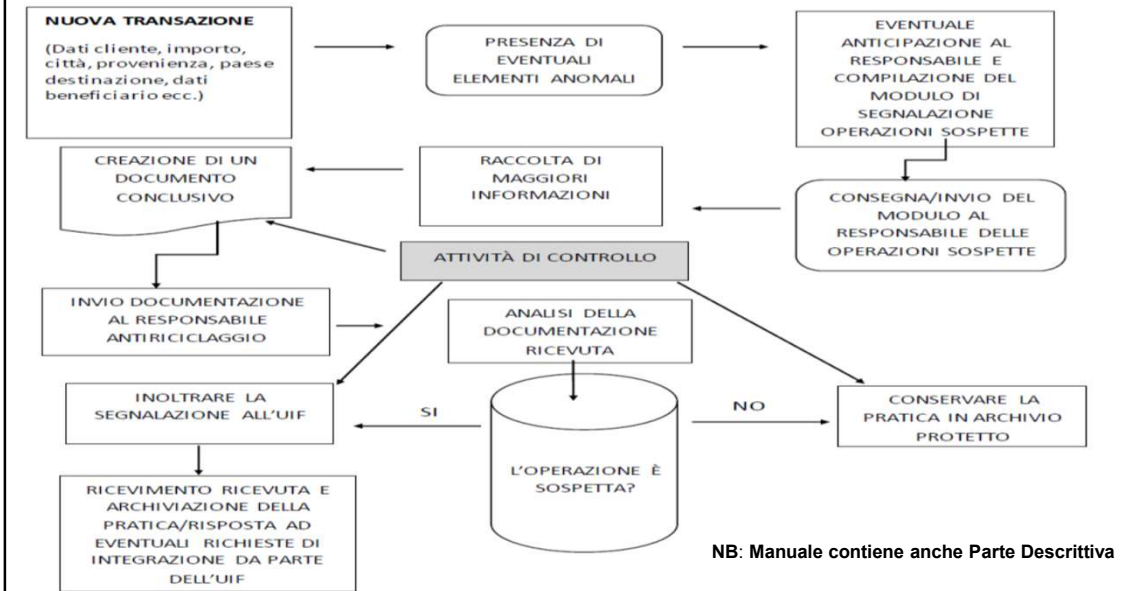 NUOVA TRANSAZIONE
(Dati cliente, importo,
città, provenienza, paese
destinazione, dati
beneficiario ecc.)
PRESENZA DI
EVENTUALI
ELEMENTI ANOMALI
EVENTUALE
ANTICIPAZIONE AL
RESPONSABILE E
COMPILAZIONE DEL
MODULO DI
SEGNALAZIONE
OPERAZIONI SOSPETTE
CONSEGNA/INVIO DEL
MODULO AL
RESPONSABILE DELLE
OPERAZIONI SOSPETTE
RACCOLTA DI
MAGGIORI
INFORMAZIONI
CREAZIONE DI UN
DOCUMENTO
CONCLUSIVO
ATTIVITÀ DI CONTROLLO
INVIO DOCUMENTAZIONE
AL RESPONSABILE
ANTIRICICLAGGIO
ANALISI DELLA
DOCUMENTAZIONE
RICEVUTA
L'OPERAZIONE È
SOSPETTA?
SI
NO
INOLTRARE LA
SEGNALAZIONE ALL'UIF
CONSERVARE LA
PRATICA IN ARCHIVIO
PROTETTO
RICEVIMENTO RICEVUTA E
ARCHIVIAZIONE DELLA
PRATICA/RISPOSTA AD
EVENTUALI RICHIESTE DI
INTEGRAZIONE DA PARTE
DELL'UIF
NB: Manuale contiene anche Parte Descrittiva